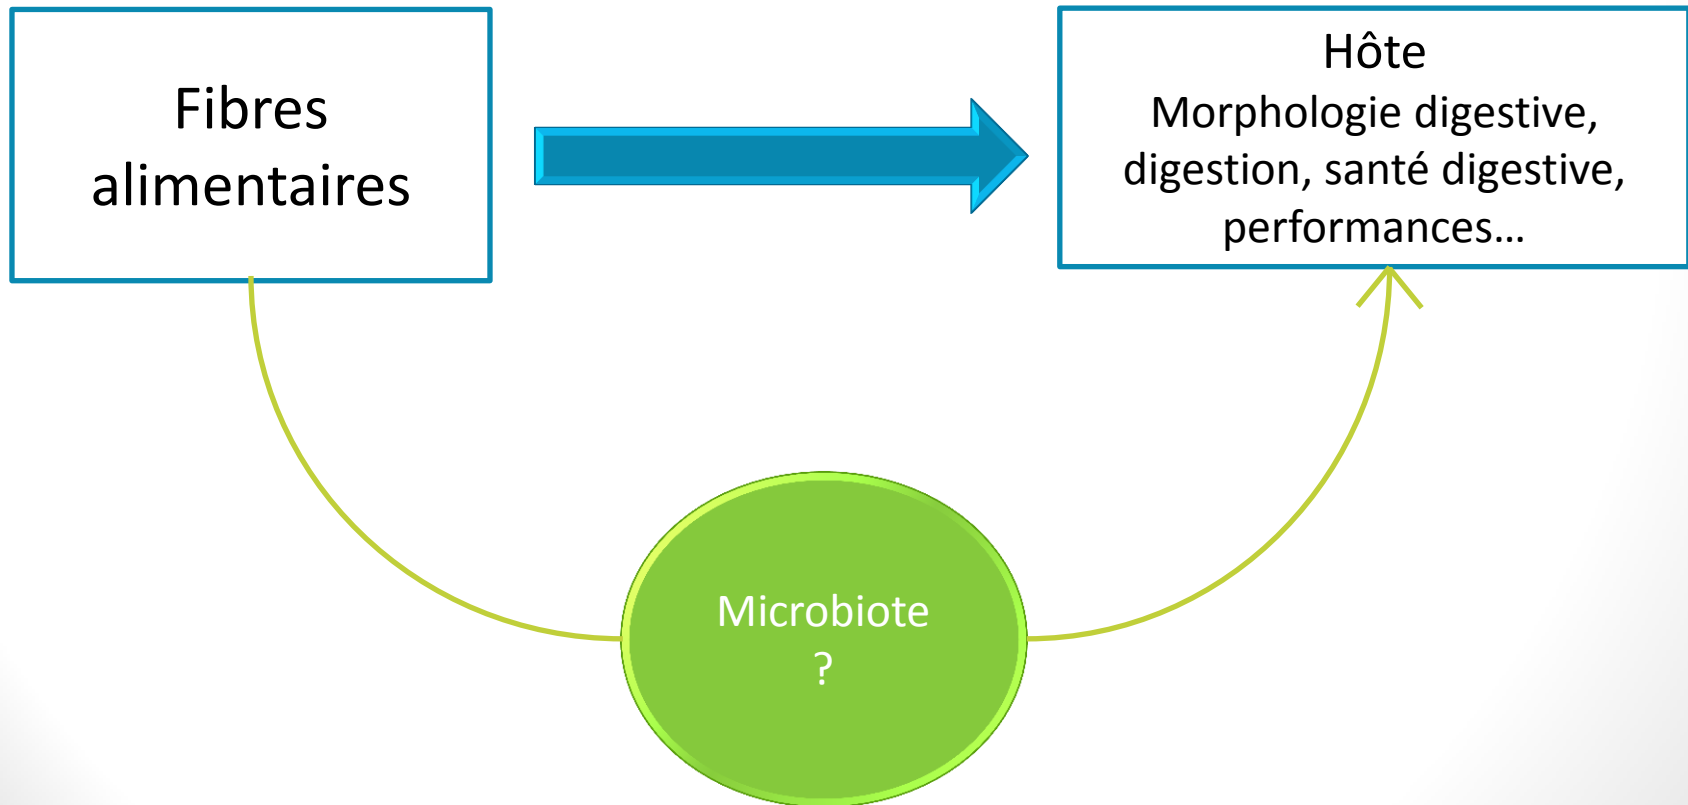 Fibres
alimentaires
Hôte
Morphologie digestive,
digestion, santé digestive,
performances…
Microbiote
?